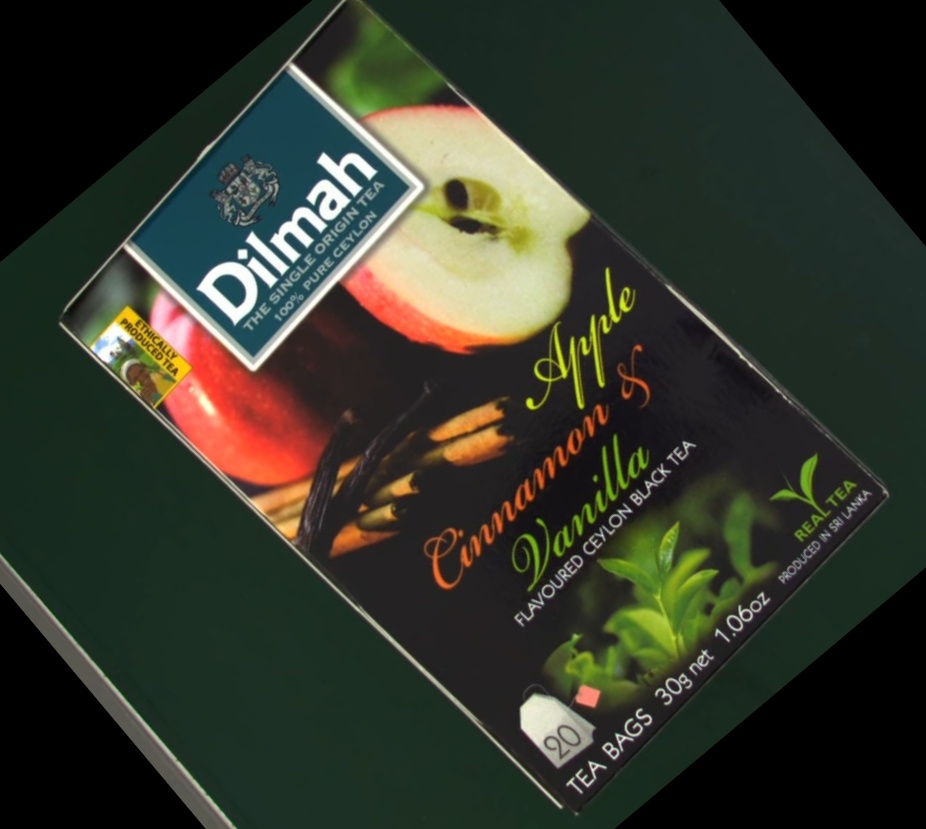 Dilmah
THE SINGLE ORIGIN TEA
100% PURE CEYLON
ETHICALLY
PRODUCED TEA
Apple
Cinnamon &
Vanilla
FLAVOURED CEYLON BLACK TEA
REAL TEA
PRODUCED IN SRI LANKA
20
TEA BAGS 30g net 1.06oz